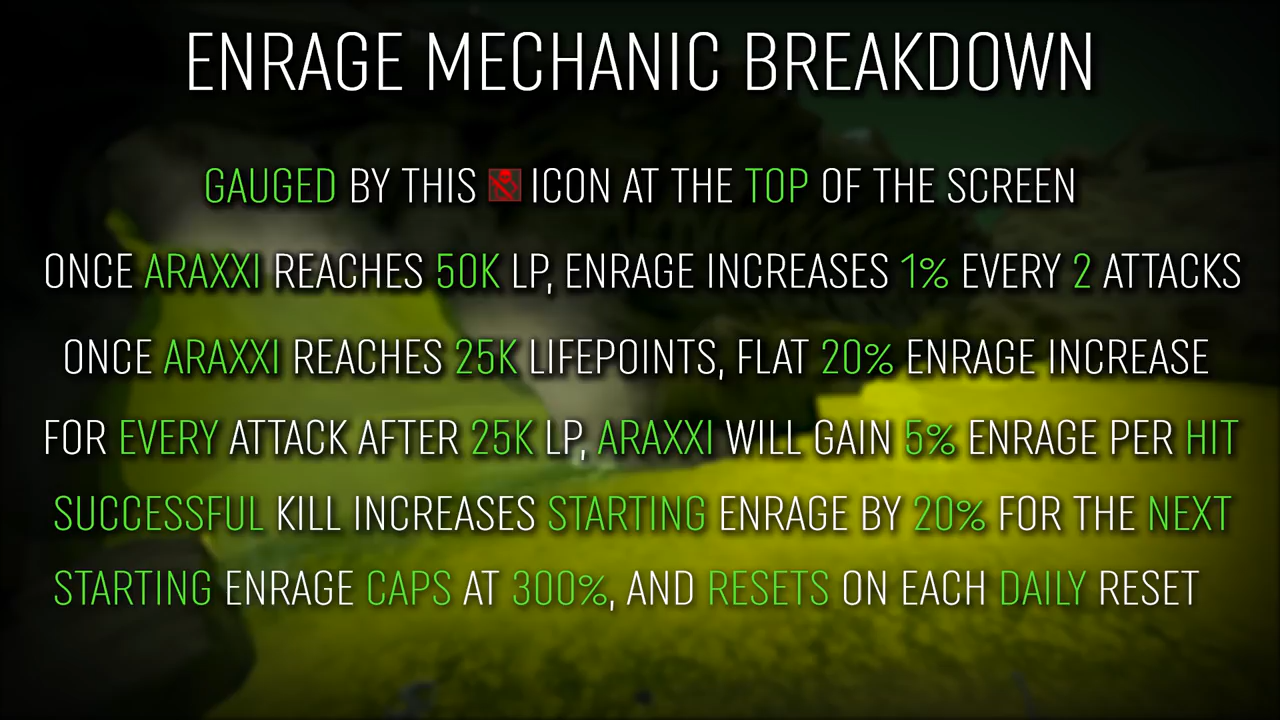 ENRAGE MECHANIC BREAKDOWN
GAUGED BY THIS ICON AT THE TOP OF THE SCREEN
ONCE ARAXXI REACHES 50K LP, ENRAGE INCREASES 1% EVERY 2 ATTACKS
ONCE ARAXXI REACHES 25K LIFEPOINTS, FLAT 20% ENRAGE INCREASE
FOR EVERY ATTACK AFTER 25K LP, ARAXXI WILL GAIN 5% ENRAGE PER HIT
SUCCESSFUL KILL INCREASES STARTING ENRAGE BY 20% FOR THE NEXT
STARTING ENRAGE CAPS AT 300%, AND RESETS ON EACH DAILY RESET